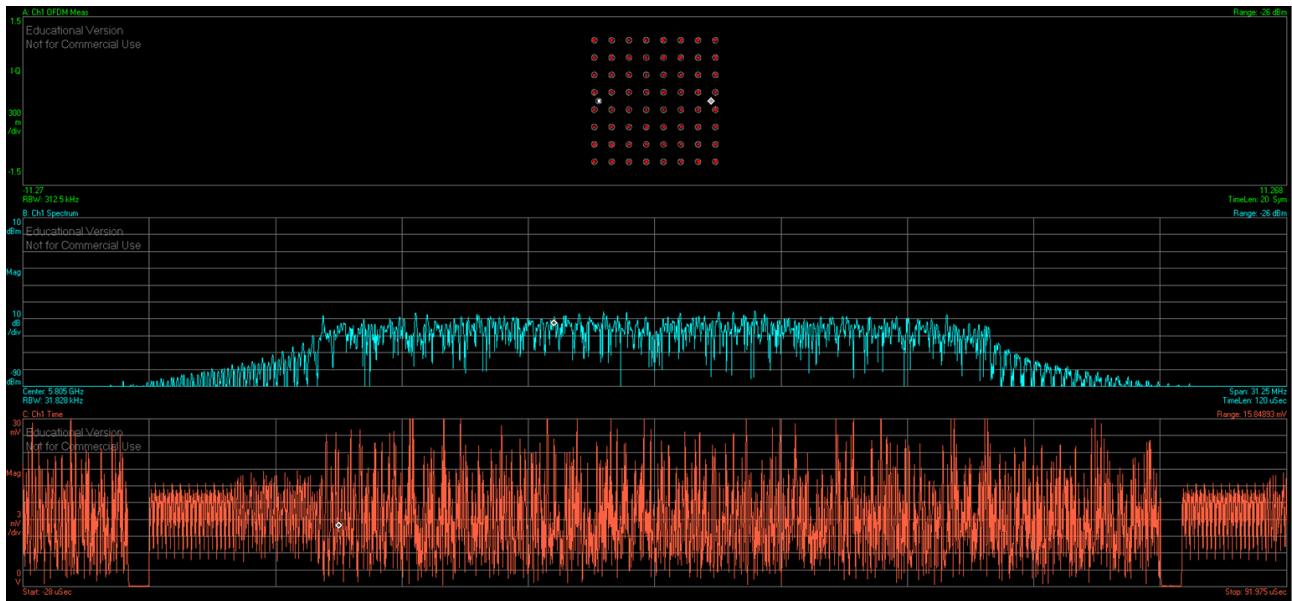 A: Ch1 OFDM Meas Range: -26 dBm
1.5
Educational Version
Not for Commercial Use
I-Q
300
m
/div
-1.5
-11.27 11.268
RBW: 312.5 kHz TimeLen: 20 Sym
B: Ch1 Spectrum Range: -26 dBm
10
dBm
Educational Version
Not for Commercial Use
Mag
10
dB
/div
-90
dBm
Center: 5.805 GHz Span: 31.25 MHz
RBW: 31.828 kHz TimeLen: 120 uSec
C: Ch1 Time Range: 15.84893 mV
30
mV
Educational Version
Not for Commercial Use
Mag
3
mV
/div
0
V
Start: -28 uSec Stop: 91.975 uSec